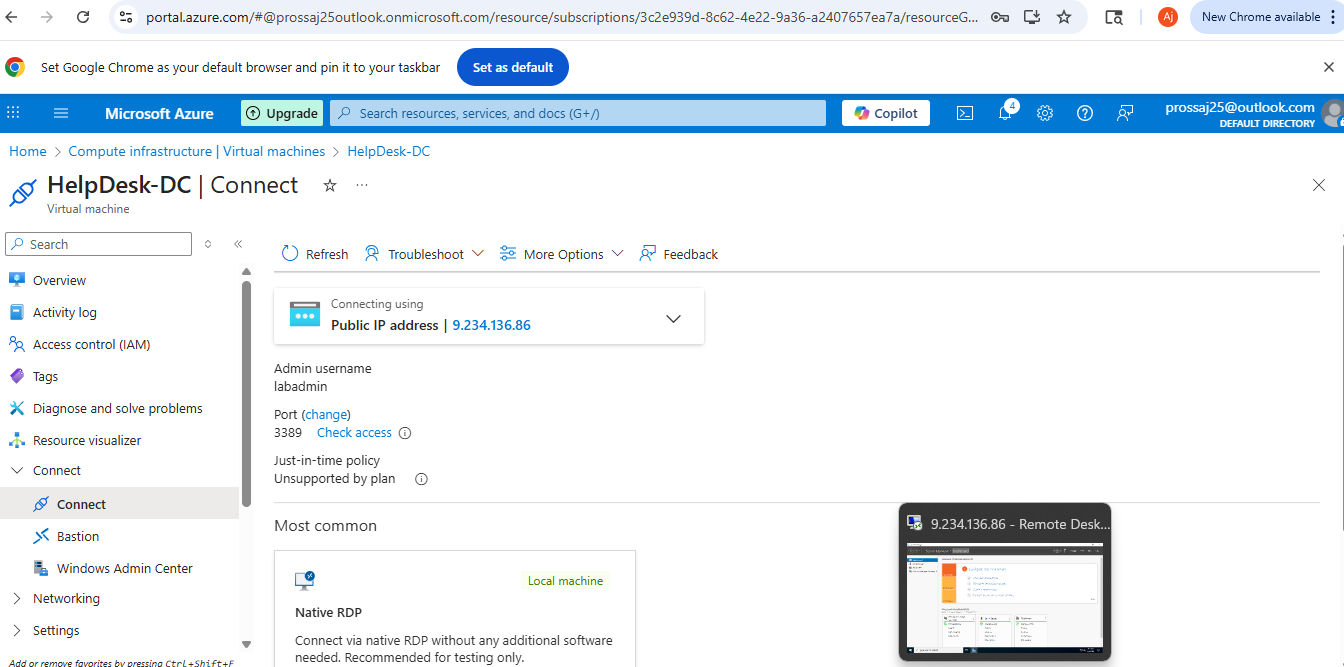 portal.azure.com/#@prossaj25outlook.onmicrosoft.com/resource/subscriptions/3c2e939d-8c62-4e22-9a36-a2407657ea7a/resourceG...
Aj
New Chrome available
Set Google Chrome as your default browser and pin it to your taskbar
Set as default
Microsoft Azure
Upgrade
Search resources, services, and docs (G+/)
Copilot
4
prossaj25@outlook.com
DEFAULT DIRECTORY
Home > Compute infrastructure | Virtual machines > HelpDesk-DC
HelpDesk-DC | Connect
...
Virtual machine
Search
Refresh
Troubleshoot
More Options
Feedback
Overview
Activity log
Access control (IAM)
Tags
Diagnose and solve problems
Resource visualizer
Connect
Connect
Bastion
Windows Admin Center
Networking
Settings
Add or remove favorites by pressing Ctrl+Shift+F
Connecting using
Public IP address | 9.234.136.86
Admin username
labadmin
Port (change)
3389 Check access
Just-in-time policy
Unsupported by plan
Most common
Local machine
Native RDP
Connect via native RDP without any additional software
needed. Recommended for testing only.
9.234.136.86 - Remote Desk...